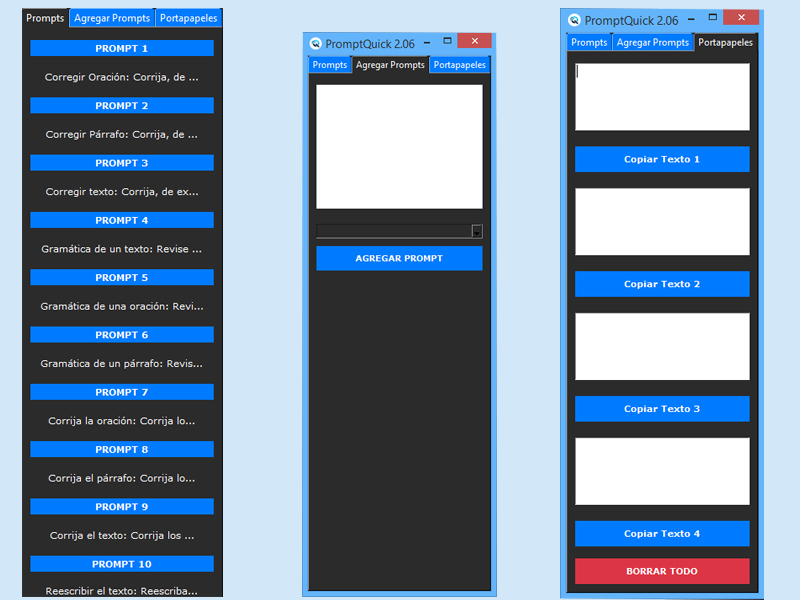 Prompts Agregar Prompts Portapapeles
PROMPT 1
Corregir Oración: Corrija, de ...
PROMPT 2
Corregir Párrafo: Corrija, de ...
PROMPT 3
Corregir texto: Corrija, de ex...
PROMPT 4
Gramática de un texto: Revise ...
PROMPT 5
Gramática de una oración: Revi...
PROMPT 6
Gramática de un párrafo: Revis...
PROMPT 7
Corrija la oración: Corrija lo...
PROMPT 8
Corrija el párrafo: Corrija lo...
PROMPT 9
Corrija el texto: Corrija los ...
PROMPT 10
Reescribir el texto: Reescriba...
PromptQuick 2.06
Prompts Agregar Prompts Portapapeles
AGREGAR PROMPT
PromptQuick 2.06
Prompts Agregar Prompts Portapapeles
Copiar Texto 1
Copiar Texto 2
Copiar Texto 3
Copiar Texto 4
BORRAR TODO